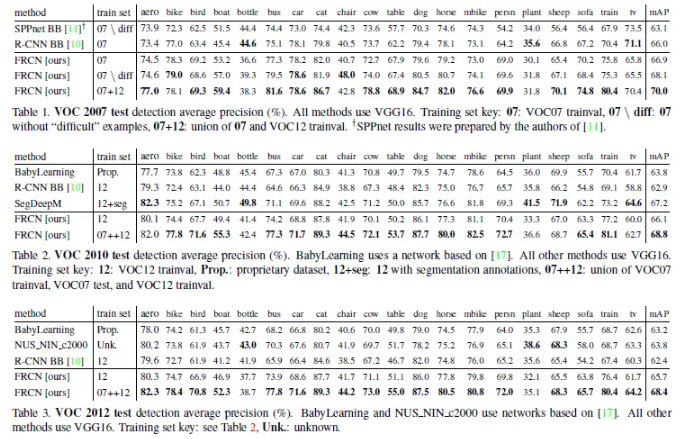 method train set aero bike bird boat bottle bus car cat chair cow table dog horse mbike persn plant sheep sofa train tv mAP
SPPnet BB [11]† 07 \ diff 73.9 72.3 62.5 51.5 44.4 74.4 73.0 74.4 42.3 73.6 57.7 70.3 74.6 74.3 54.2 34.0 56.4 56.4 67.9 73.5 63.1
R-CNN BB [10] 07 73.4 77.0 63.4 45.4 44.6 75.1 78.1 79.8 40.5 73.7 62.2 79.4 78.1 73.1 64.2 35.6 66.8 67.2 70.4 71.1 66.0
FRCN [ours] 07 74.5 78.3 69.2 53.2 36.6 77.3 78.2 82.0 40.7 72.7 67.9 79.6 79.2 73.0 69.0 30.1 65.4 70.2 75.8 65.8 66.9
FRCN [ours] 07 \ diff 74.6 79.0 68.6 57.0 39.3 79.5 78.6 81.9 48.0 74.0 67.4 80.5 80.7 74.1 69.6 31.8 67.1 68.4 75.3 65.5 68.1
FRCN [ours] 07+12 77.0 78.1 69.3 59.4 38.3 81.6 78.6 86.7 42.8 78.8 68.9 84.7 82.0 76.6 69.9 31.8 70.1 74.8 80.4 70.4 70.0
Table 1. VOC 2007 test detection average precision (%). All methods use VGG16. Training set key: 07: VOC07 trainval, 07 \ diff: 07
without “difficult” examples, 07+12: union of 07 and VOC12 trainval. †SPPnet results were prepared by the authors of [11].
method train set aero bike bird boat bottle bus car cat chair cow table dog horse mbike persn plant sheep sofa train tv mAP
BabyLearning Prop. 77.7 73.8 62.3 48.8 45.4 67.3 67.0 80.3 41.3 70.8 49.7 79.5 74.7 78.6 64.5 36.0 69.9 55.7 70.4 61.7 63.8
R-CNN BB [10] 12 79.3 72.4 63.1 44.0 44.4 64.6 66.3 84.9 38.8 67.3 48.4 82.3 75.0 76.7 65.7 35.8 66.2 54.8 69.1 58.8 62.9
SegDeepM 12+seg 82.3 75.2 67.1 50.7 49.8 71.1 69.6 88.2 42.5 71.2 50.0 85.7 76.6 81.8 69.3 41.5 71.9 62.2 73.2 64.6 67.2
FRCN [ours] 12 80.1 74.4 67.7 49.4 41.4 74.2 68.8 87.8 41.9 70.1 50.2 86.1 77.3 81.1 70.4 33.3 67.0 63.3 77.2 60.0 66.1
FRCN [ours] 07++12 82.0 77.8 71.6 55.3 42.4 77.3 71.7 89.3 44.5 72.1 53.7 87.7 80.0 82.5 72.7 36.6 68.7 65.4 81.1 62.7 68.8
Table 2. VOC 2010 test detection average precision (%). BabyLearning uses a network based on [17]. All other methods use VGG16.
Training set key: 12: VOC12 trainval, Prop.: proprietary dataset, 12+seg: 12 with segmentation annotations, 07++12: union of VOC07
trainval, VOC07 test, and VOC12 trainval.
method train set aero bike bird boat bottle bus car cat chair cow table dog horse mbike persn plant sheep sofa train tv mAP
BabyLearning Prop. 78.0 74.2 61.3 45.7 42.7 68.2 66.8 80.2 40.6 70.0 49.8 79.0 74.5 77.9 64.0 35.3 67.9 55.7 68.7 62.6 63.2
NUS_NIN_c2000 Unk. 80.2 73.8 61.9 43.7 43.0 70.3 67.6 80.7 41.9 69.7 51.7 78.2 75.2 76.9 65.1 38.6 68.3 58.0 68.7 63.3 63.8
R-CNN BB [10] 12 79.6 72.7 61.9 41.2 41.9 65.9 66.4 84.6 38.5 67.2 46.7 82.0 74.8 76.0 65.2 35.6 65.4 54.2 67.4 60.3 62.4
FRCN [ours] 12 80.3 74.7 66.9 46.9 37.7 73.9 68.6 87.7 41.7 71.1 51.1 86.0 77.8 79.8 69.8 32.1 65.5 63.8 76.4 61.7 65.7
FRCN [ours] 07++12 82.3 78.4 70.8 52.3 38.7 77.8 71.6 89.3 44.2 73.0 55.0 87.5 80.5 80.8 72.0 35.1 68.3 65.7 80.4 64.2 68.4
Table 3. VOC 2012 test detection average precision (%). BabyLearning and NUS_NIN_c2000 use networks based on [17]. All other
methods use VGG16. Training set key: see Table 2, Unk.: unknown.